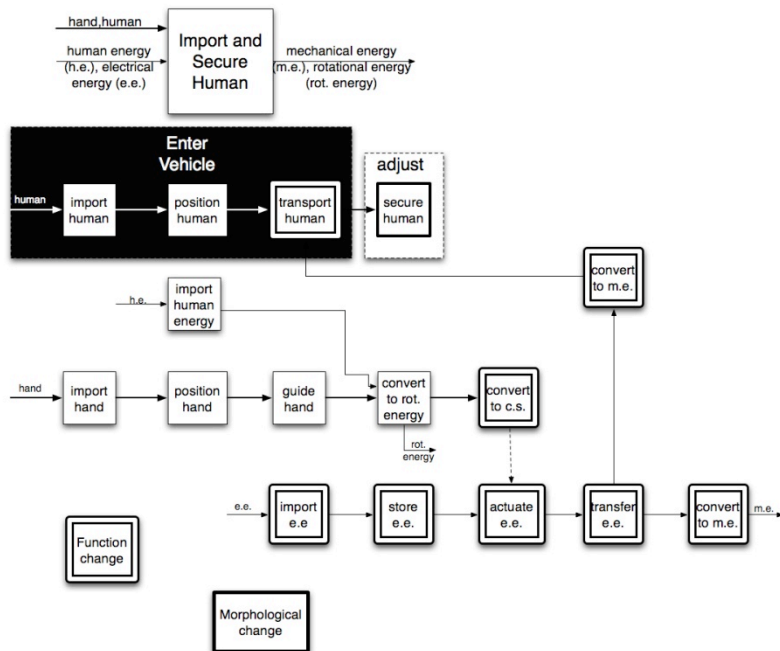 hand,human
human energy
(h.e.), electrical
energy (e.e.)
Import and
Secure
Human
mechanical energy
(m.e.), rotational energy
(rot. energy)
Enter
Vehicle
adjust
human
import
human
position
human
transport
human
secure
human
convert
to m.e.
h.e.
import
human
energy
hand
import
hand
position
hand
guide
hand
convert
to rot.
energy
convert
to c.s.
rot.
energy
e.e.
import
e.e
store
e.e.
actuate
e.e.
transfer
e.e.
convert
to m.e.
m.e.
Function
change
Morphological
change